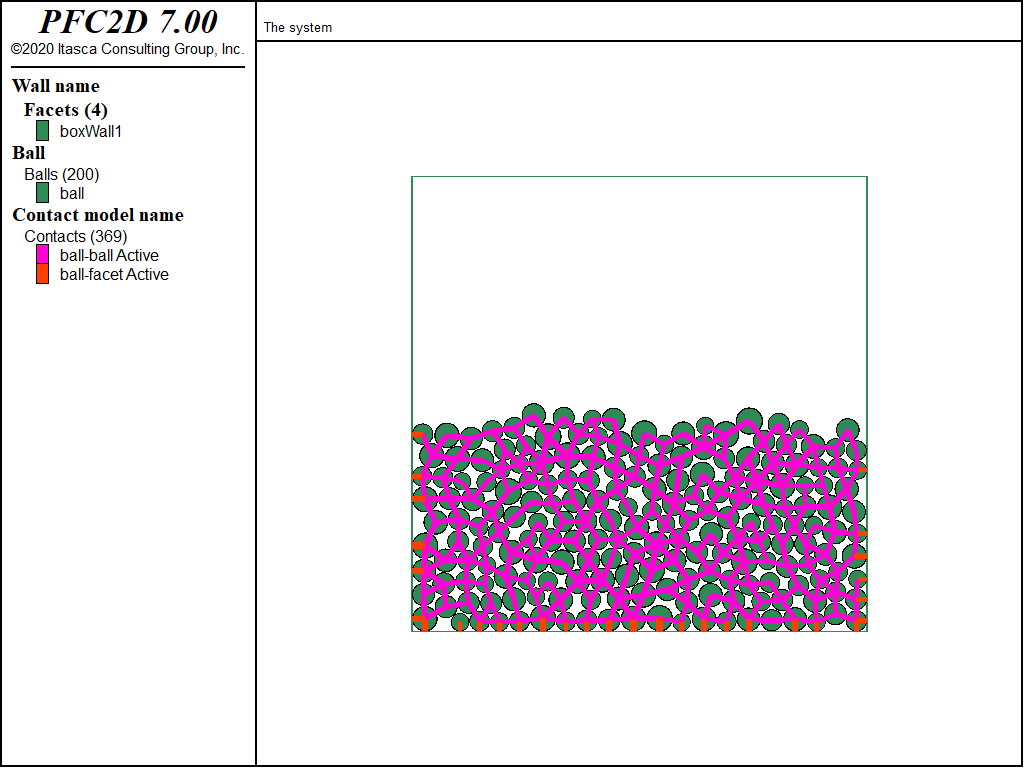 PFC2D 7.00
©2020 Itasca Consulting Group, Inc.
Wall name
Facets (4)
boxWall1
Ball
Balls (200)
ball
Contact model name
Contacts (369)
ball-ball Active
ball-facet Active
The system